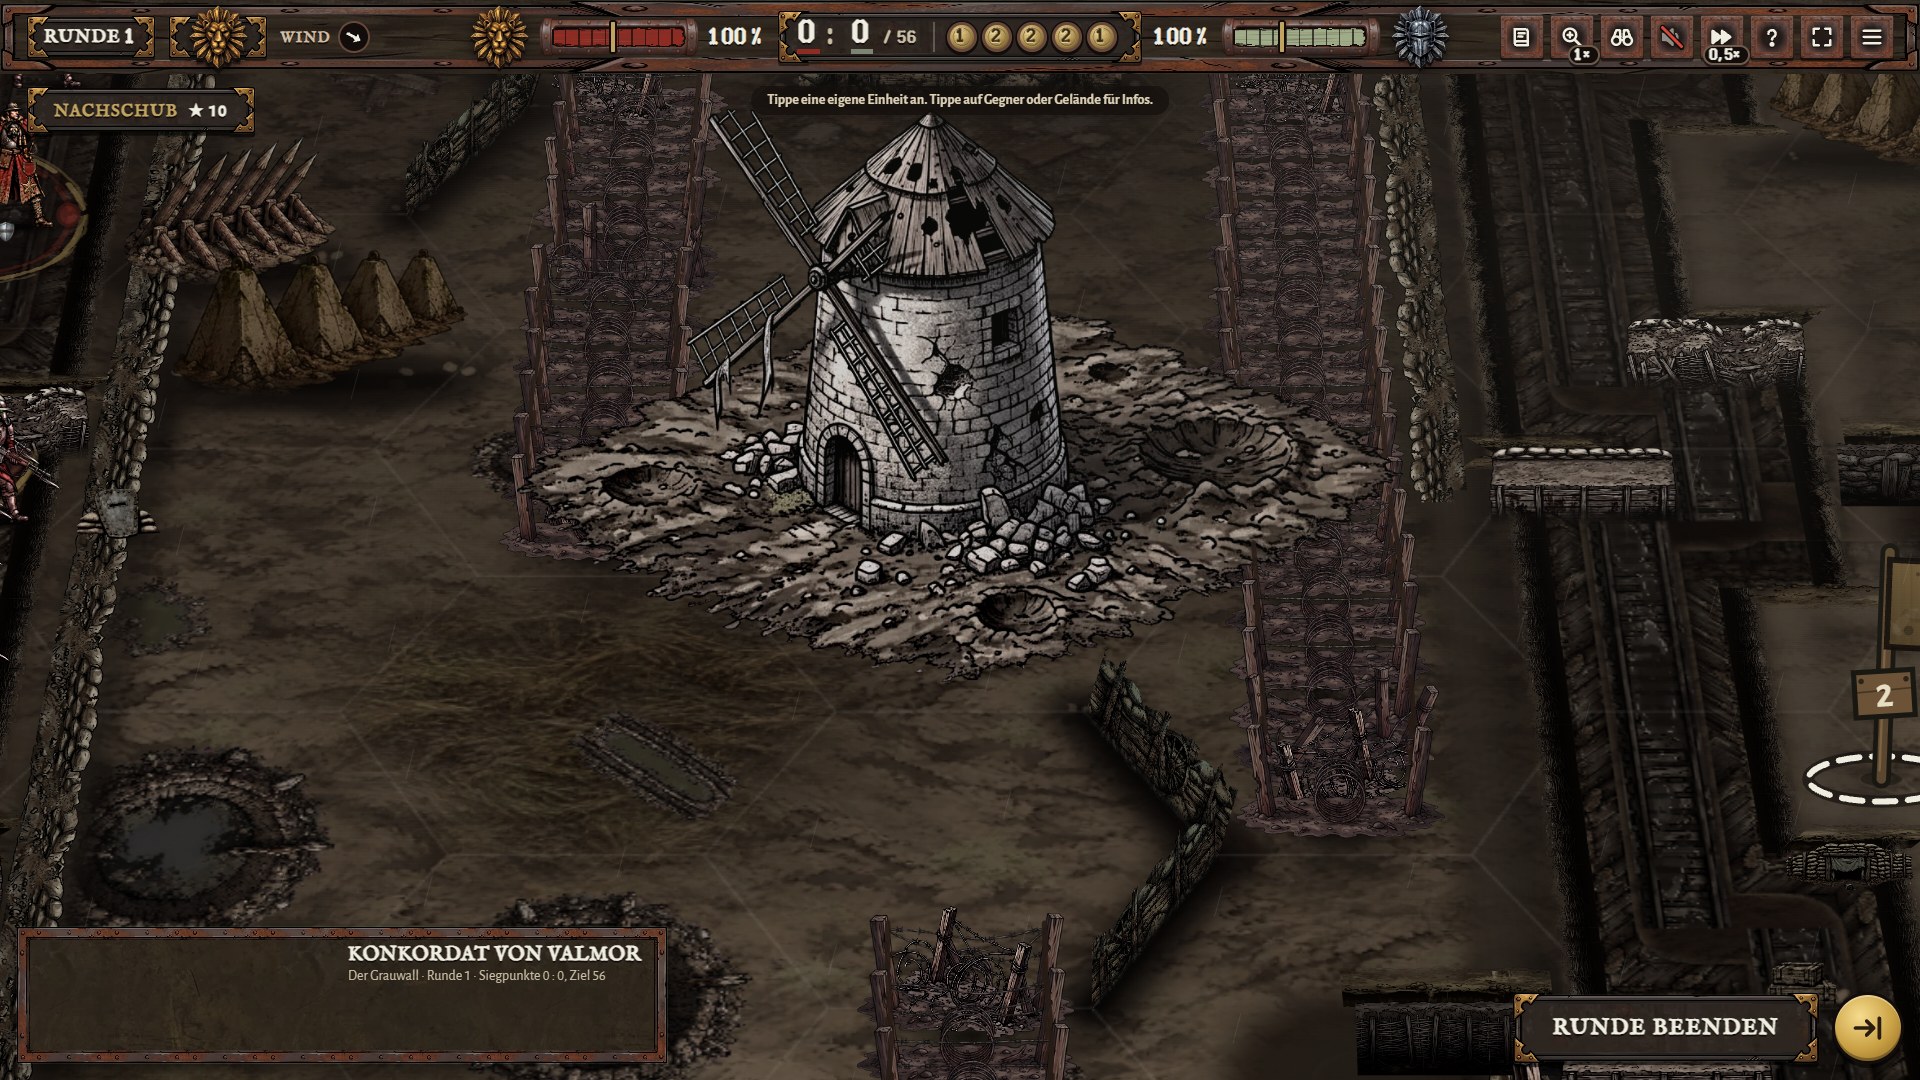 RUNDE 1
WIND
100%
0 : 0 / 56
1 2 2 2 1
100%
1×
0,5×
?
NACHSCHUB ★ 10
Tippe eine eigene Einheit an. Tippe auf Gegner oder Gelände für Infos.
2
KONKORDAT VON VALMOR
Der Grauwall · Runde 1 · Siegpunkte 0 : 0, Ziel 56
RUNDE BEENDEN